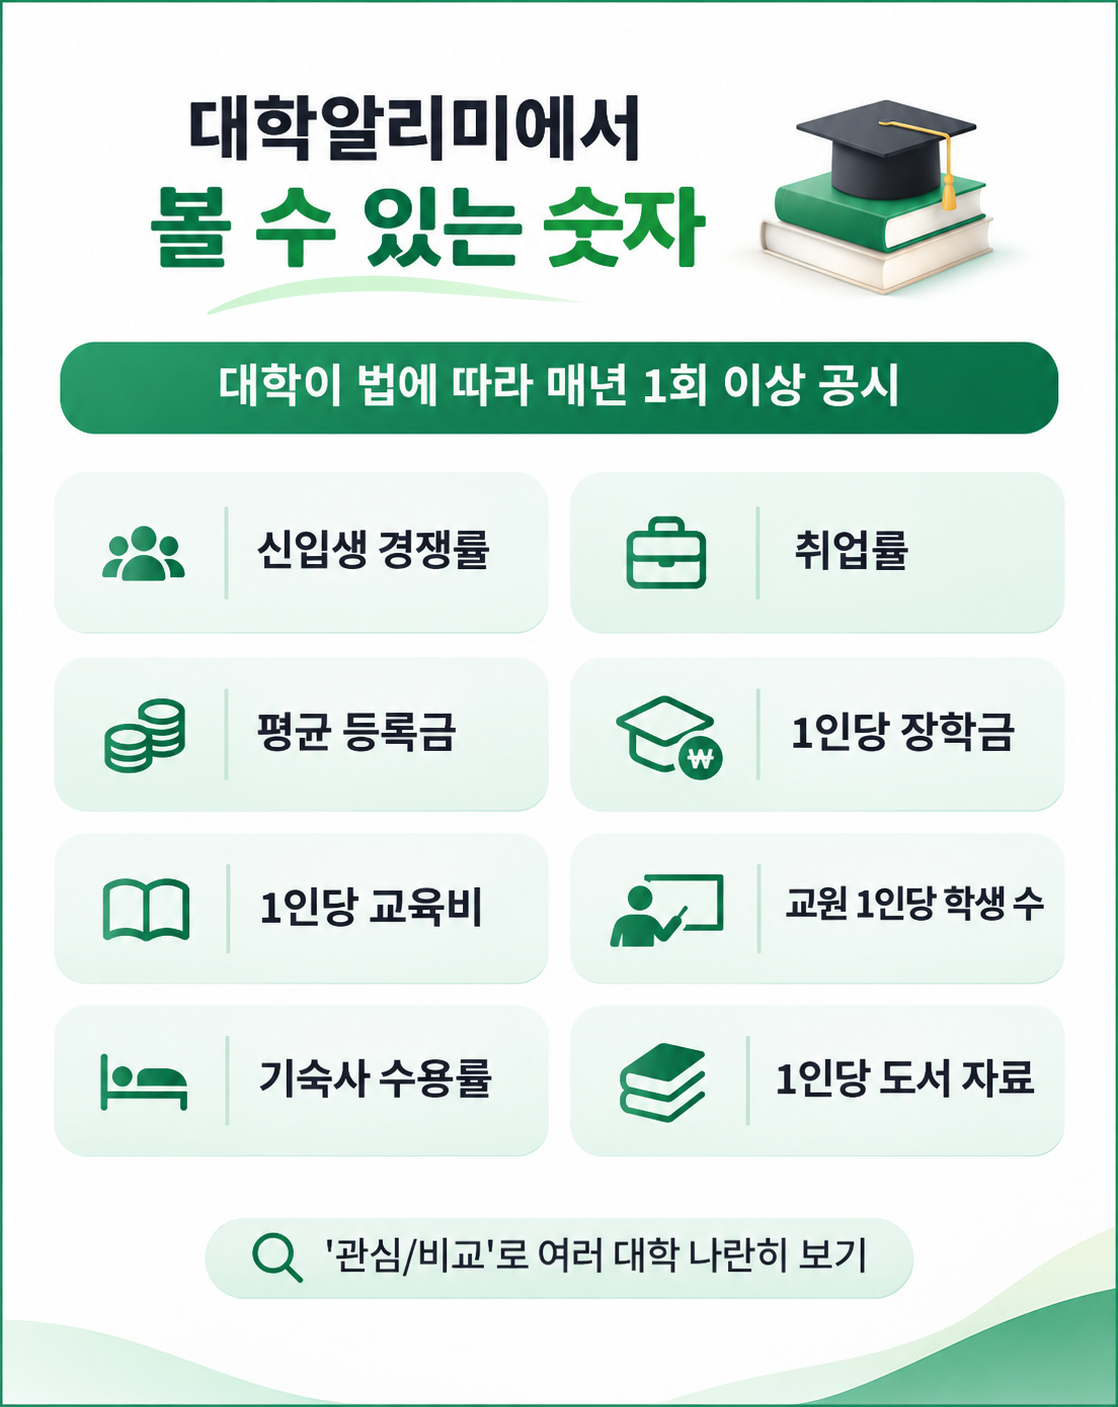 대학알리미에서
볼 수 있는 숫자
대학이 법에 따라 매년 1회 이상 공시
신입생 경쟁률
취업률
평균 등록금
1인당 장학금
₩
1인당 교육비
교원 1인당 학생 수
기숙사 수용률
1인당 도서 자료
'관심/비교'로 여러 대학 나란히 보기